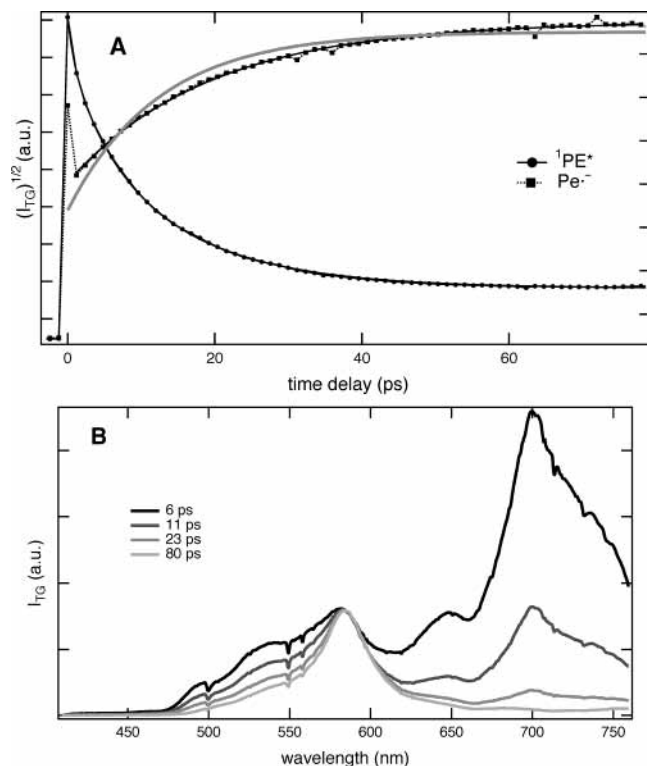 A
(I_TG)^1/2 (a.u.)
¹PE*
Pe·⁻
0 20 40 60
time delay (ps)
B
6 ps
11 ps
23 ps
80 ps
I_TG (a.u.)
450 500 550 600 650 700 750
wavelength (nm)